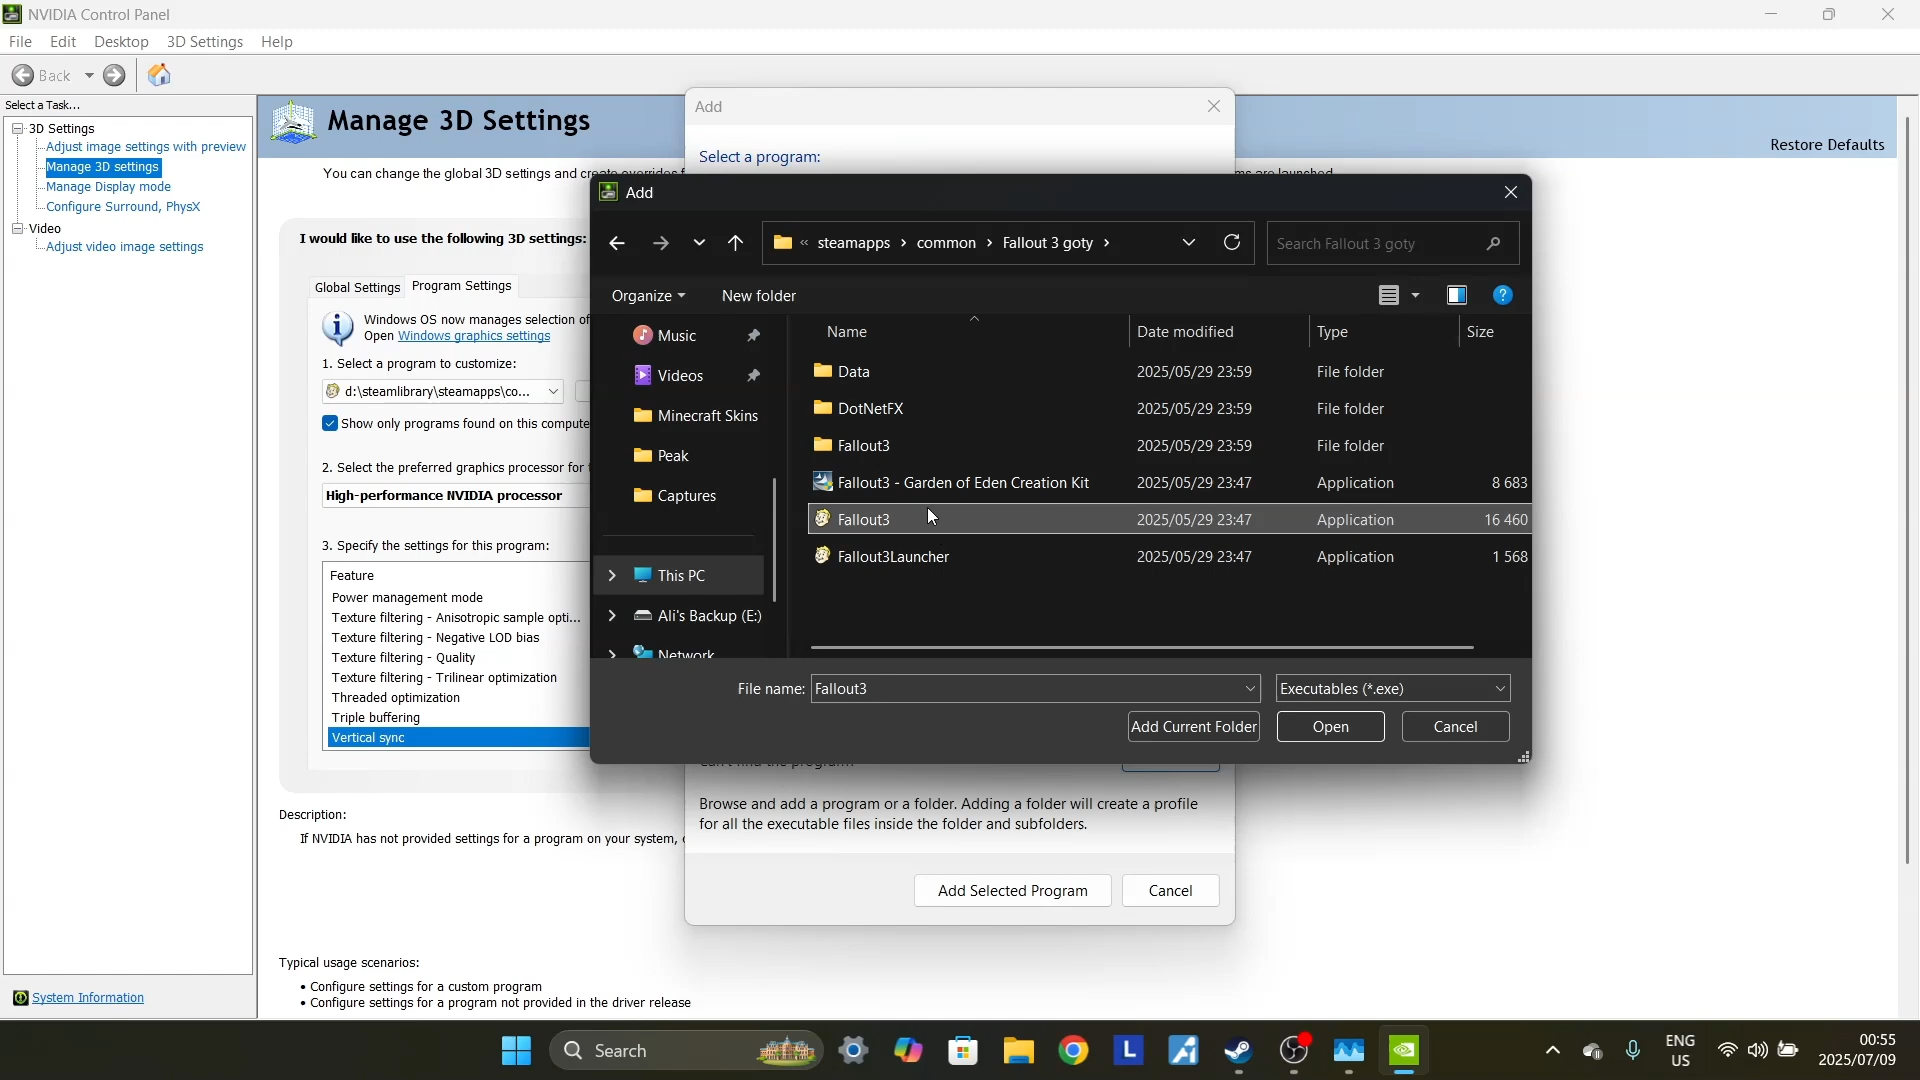 NVIDIA Control Panel
File Edit Desktop 3D Settings Help
Back
Select a Task...
3D Settings
Adjust image settings with preview
Manage 3D settings
Manage Display mode
Configure Surround, PhysX
Video
Adjust video image settings
System Information
Manage 3D Settings
Restore Defaults
You can change the global 3D settings and create overrides f
I would like to use the following 3D settings:
Global Settings Program Settings
Windows OS now manages selection of
Open Windows graphics settings
1. Select a program to customize:
d:\steamlibrary\steamapps\co...
Show only programs found on this compute
2. Select the preferred graphics processor for
High-performance NVIDIA processor
3. Specify the settings for this program:
Feature
Power management mode
Texture filtering - Anisotropic sample opti...
Texture filtering - Negative LOD bias
Texture filtering - Quality
Texture filtering - Trilinear optimization
Threaded optimization
Triple buffering
Vertical sync
Description:
If NVIDIA has not provided settings for a program on your system,
Typical usage scenarios:
• Configure settings for a custom program
• Configure settings for a program not provided in the driver release
Add
Select a program:
Add
« steamapps › common › Fallout 3 goty ›
Search Fallout 3 goty
Organize New folder
Music
Videos
Minecraft Skins
Peak
Captures
This PC
Ali's Backup (E:)
Network
Name Date modified Type Size
Data 2025/05/29 23:59 File folder
DotNetFX 2025/05/29 23:59 File folder
Fallout3 2025/05/29 23:59 File folder
Fallout3 - Garden of Eden Creation Kit 2025/05/29 23:47 Application 8 683
Fallout3 2025/05/29 23:47 Application 16 460
Fallout3Launcher 2025/05/29 23:47 Application 1 568
File name: Fallout3 Executables (*.exe)
Add Current Folder Open Cancel
Browse and add a program or a folder. Adding a folder will create a profile
for all the executable files inside the folder and subfolders.
Add Selected Program Cancel
Search
ENG
US
00:55
2025/07/09